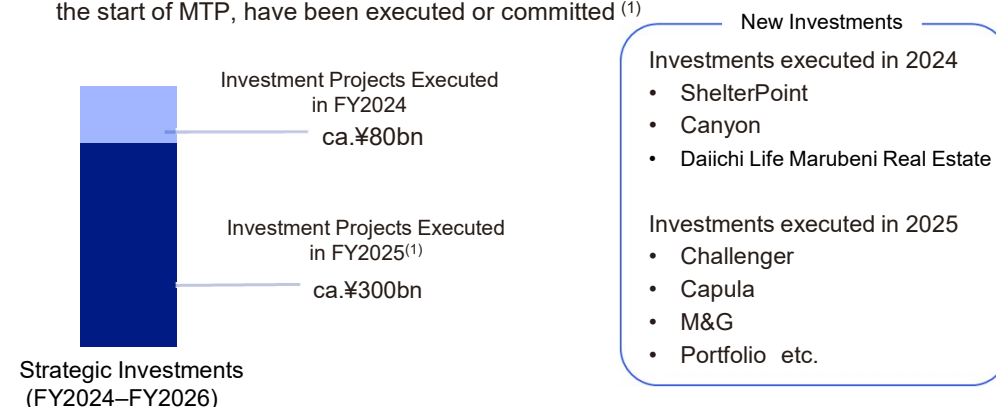 the start of MTP, have been executed or committed (1)
Investment Projects Executed
in FY2024
ca.¥80bn
Investment Projects Executed
in FY2025(1)
ca.¥300bn
Strategic Investments
(FY2024–FY2026)
New Investments
Investments executed in 2024
• ShelterPoint
• Canyon
• Daiichi Life Marubeni Real Estate
Investments executed in 2025
• Challenger
• Capula
• M&G
• Portfolio etc.